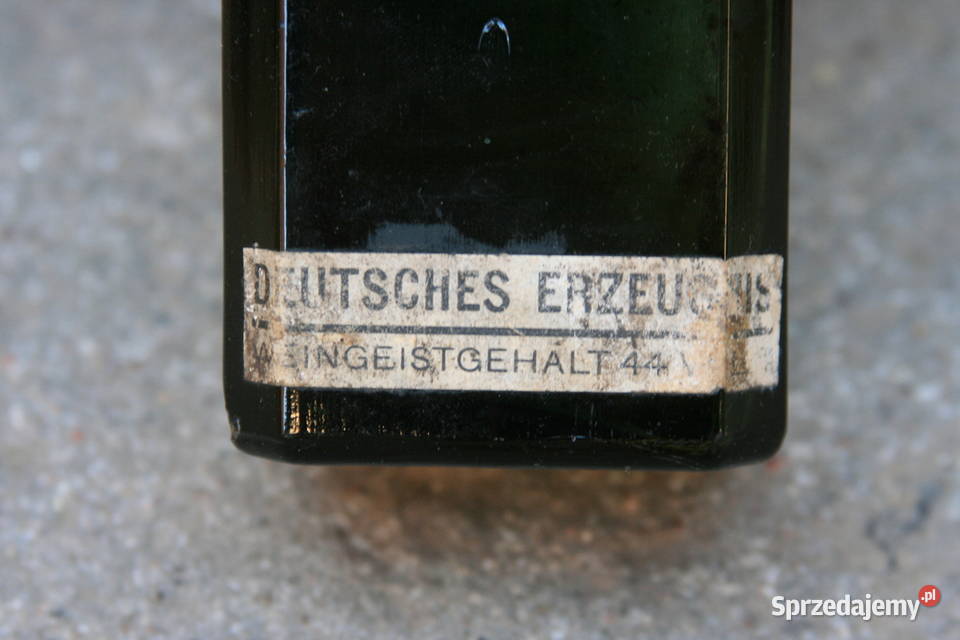 DEUTSCHES ERZEUGNIS
WEINGEISTGEHALT 44
Sprzedajemy.pl